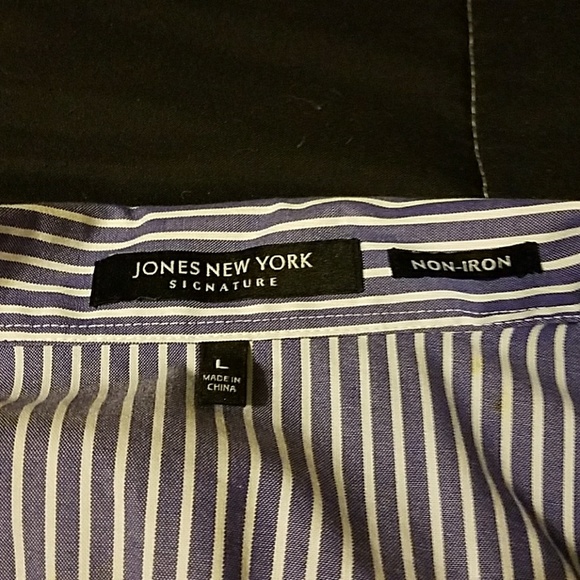 JONES NEW YORK
SIGNATURE
NON-IRON
L
MADE IN
CHINA